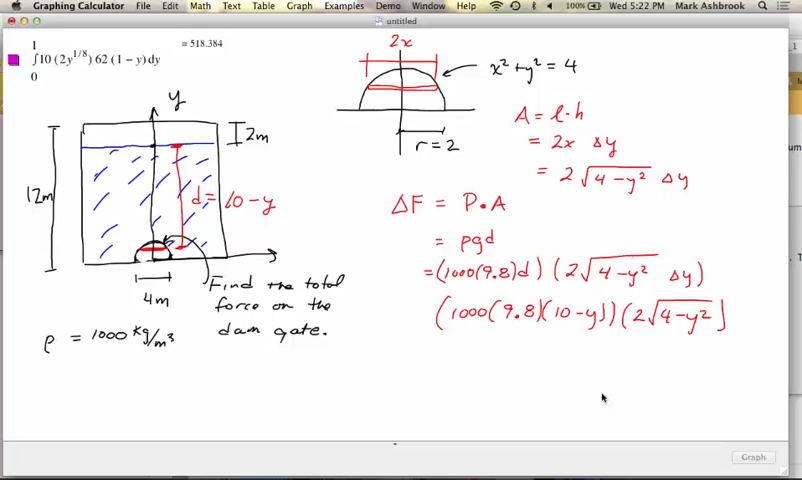 Graphing Calculator File Edit Math Text Graph Examples Demo Window Help 100% Wed 5:22 PM Mark Ashbrook
untitled
1
∫10 (2y^1/8) 62 (1 − y) dy = 518.384
0
2x
x² + y² = 4
r = 2
A = l·h
= 2x Δy
= 2√(4−y²) Δy
y
2m
12m
d = 10 − y
4m
Find the total
force on the
dam gate.
ρ = 1000 kg/m³
ΔF = P•A
= ρgd
= (1000(9.8)d) (2√(4−y²) Δy)
(1000(9.8)(10−y)) (2√(4−y²)
Graph